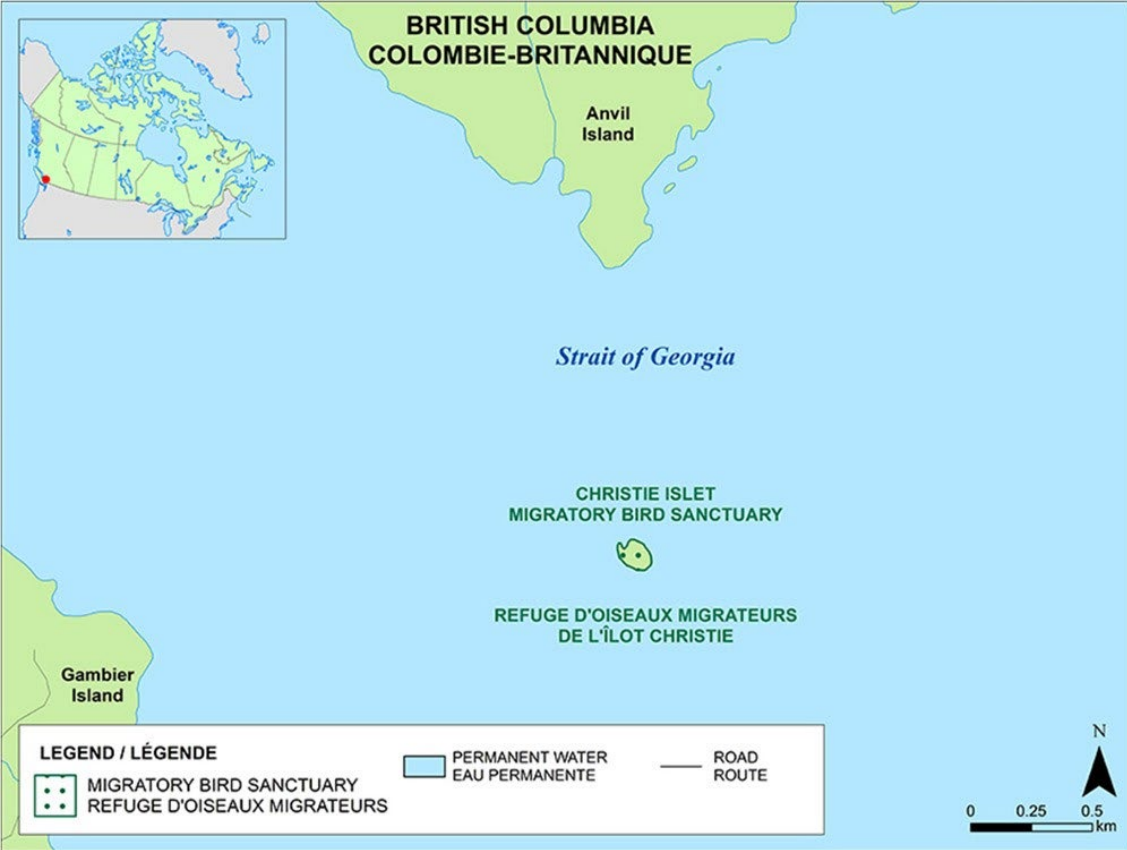 BRITISH COLUMBIA
COLOMBIE-BRITANNIQUE
Anvil
Island
Strait of Georgia
CHRISTIE ISLET
MIGRATORY BIRD SANCTUARY
REFUGE D'OISEAUX MIGRATEURS
DE L'ÎLOT CHRISTIE
Gambier
Island
LEGEND / LÉGENDE
MIGRATORY BIRD SANCTUARY
REFUGE D'OISEAUX MIGRATEURS
PERMANENT WATER
EAU PERMANENTE
ROAD
ROUTE
N
0 0.25 0.5
km